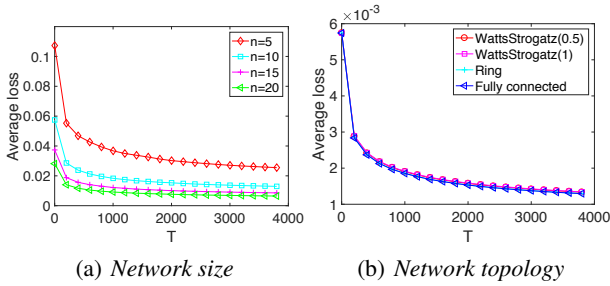 0.1
0.08
0.06
0.04
0.02
0
Average loss
0 1000 2000 3000 4000
T
n=5
n=10
n=15
n=20
(a) Network size
6 ×10⁻³
5
4
3
2
1
Average loss
0 1000 2000 3000 4000
T
WattsStrogatz(0.5)
WattsStrogatz(1)
Ring
Fully connected
(b) Network topology